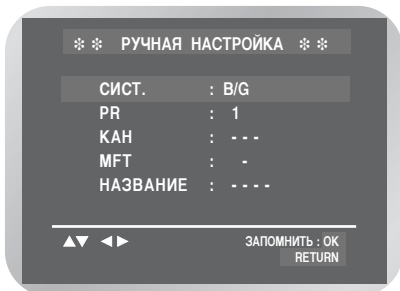 ❄❄ РУЧНАЯ НАСТРОЙКА ❄❄
СИСТ. : B/G
PR : 1
КАН : - - -
MFT : -
НАЗВАНИЕ : - - - -
▲▼ ◀▶ ЗАПОМНИТЬ : OK
RETURN